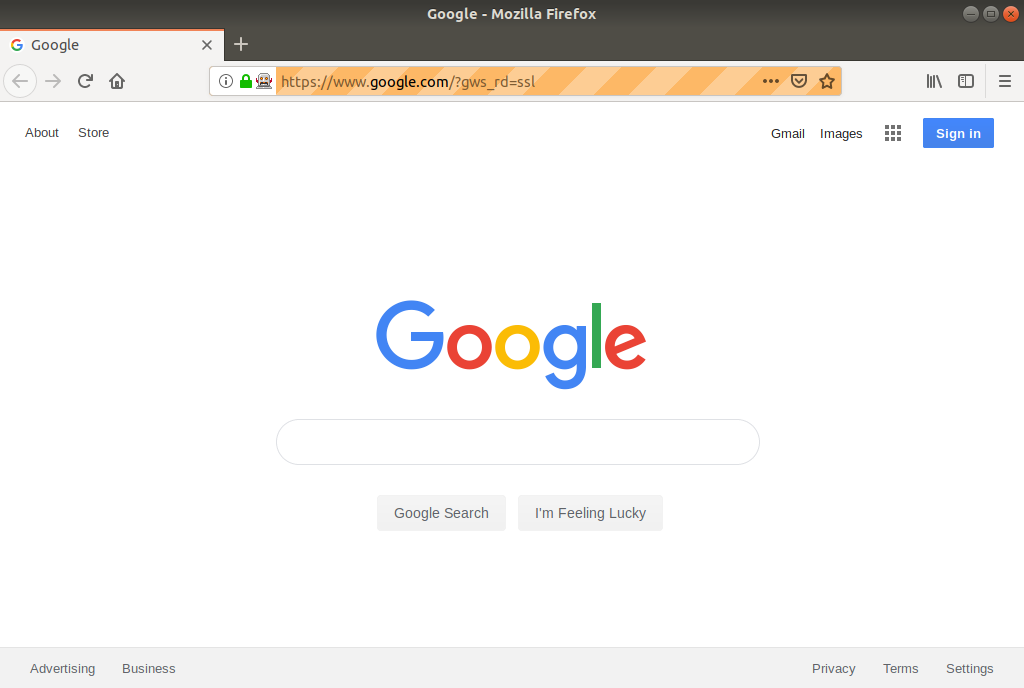 Google - Mozilla Firefox
Google
https://www.google.com/?gws_rd=ssl
About Store Gmail Images Sign in
Google
Google Search I'm Feeling Lucky
Advertising Business Privacy Terms Settings